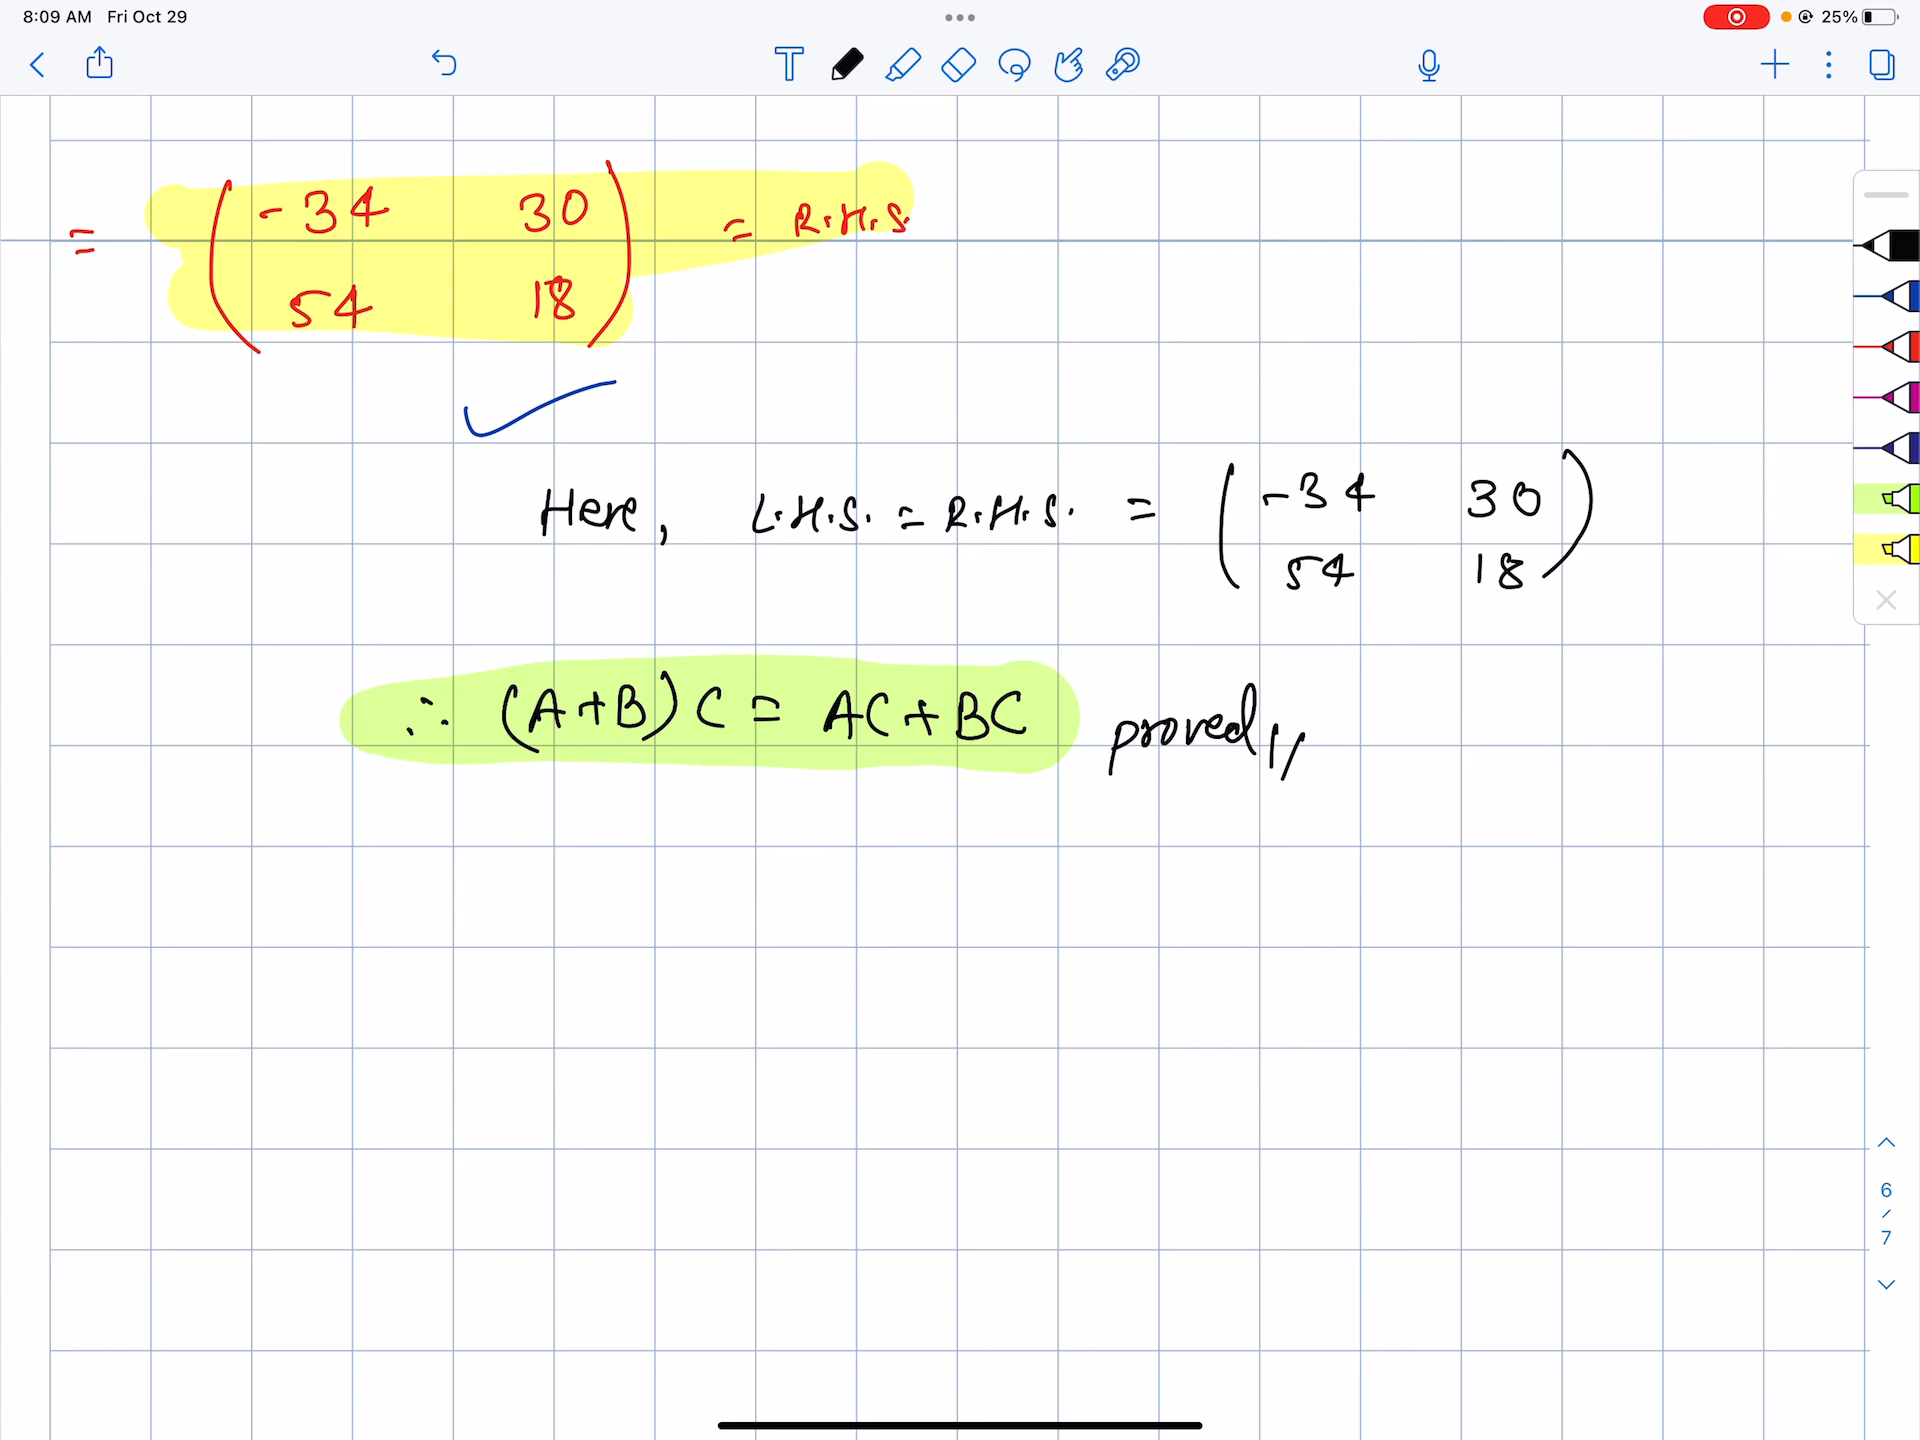 8:09 AM Fri Oct 29 25%
= ( -34 30 ) = R.H.S.
( 54 18 )
Here, L.H.S. = R.H.S. = ( -34 30 )
( 54 18 )
∴ (A+B)C = AC+BC proved,,
6
/
7